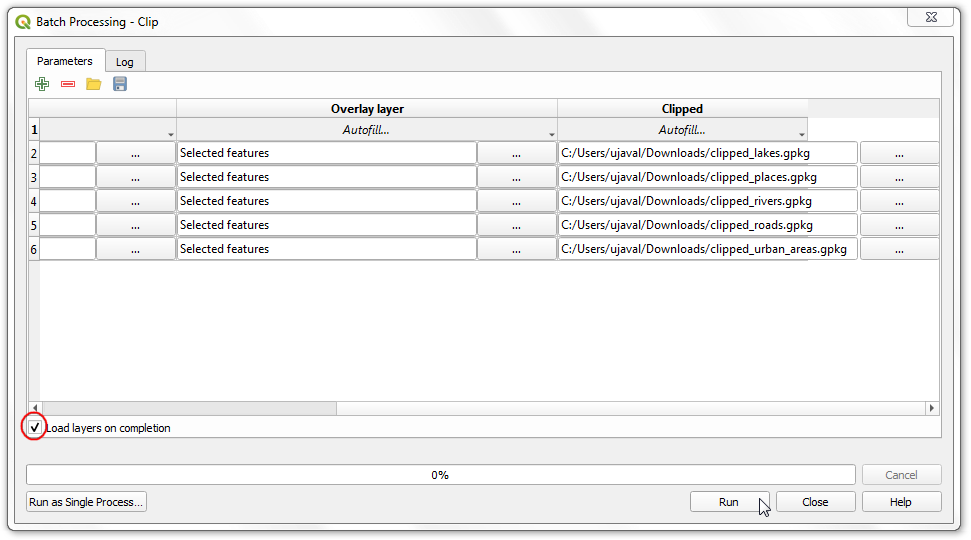 Batch Processing - Clip
Parameters Log
Overlay layer Clipped
1 Autofill... Autofill...
2 ... Selected features ... C:/Users/ujaval/Downloads/clipped_lakes.gpkg ...
3 ... Selected features ... C:/Users/ujaval/Downloads/clipped_places.gpkg ...
4 ... Selected features ... C:/Users/ujaval/Downloads/clipped_rivers.gpkg ...
5 ... Selected features ... C:/Users/ujaval/Downloads/clipped_roads.gpkg ...
6 ... Selected features ... C:/Users/ujaval/Downloads/clipped_urban_areas.gpkg ...
Load layers on completion
0% Cancel
Run as Single Process... Run Close Help